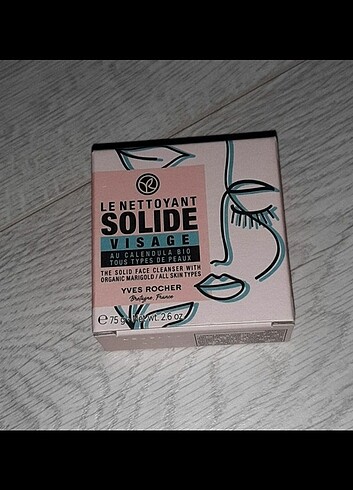 LE NETTOYANT
SOLIDE
VISAGE
AU CALENDULA BIO
TOUS TYPES DE PEAUX
THE SOLID FACE CLEANSER WITH
ORGANIC MARIGOLD / ALL SKIN TYPES
YVES ROCHER
Bretagne, France
℮ 75 g net wt. 2.6 oz